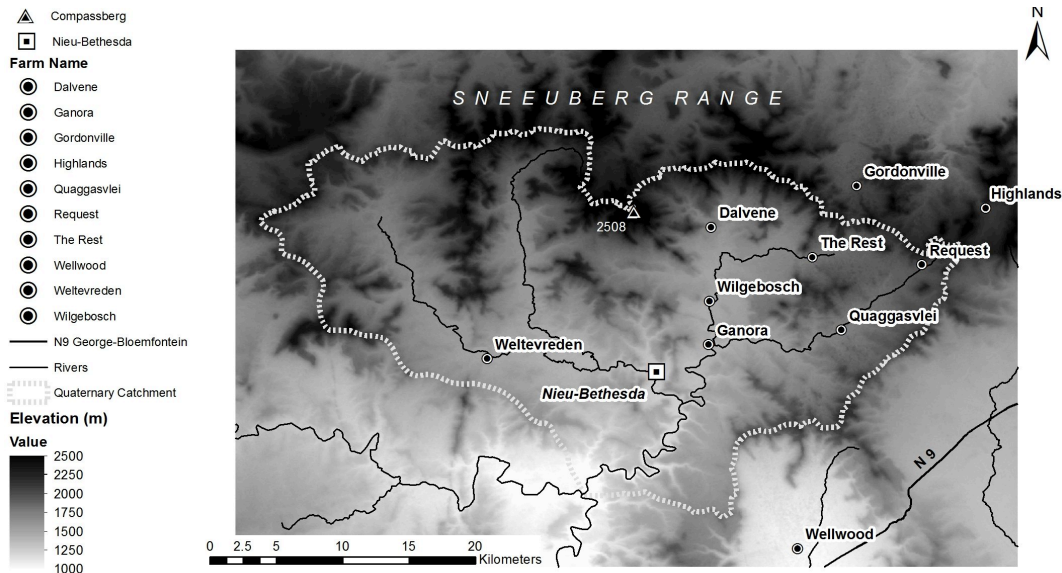 Compassberg
Nieu-Bethesda
Farm Name
Dalvene
Ganora
Gordonville
Highlands
Quaggasvlei
Request
The Rest
Wellwood
Weltevreden
Wilgebosch
N9 George-Bloemfontein
Rivers
Quaternary Catchment
Elevation (m)
Value
2500
2250
2000
1750
1500
1250
1000
N
SNEEUBERG RANGE
Gordonville
Highlands
2508
Dalvene
The Rest
Request
Wilgebosch
Quaggasvlei
Ganora
Weltevreden
Nieu-Bethesda
N 9
Wellwood
0 2.5 5 10 15 20
Kilometers